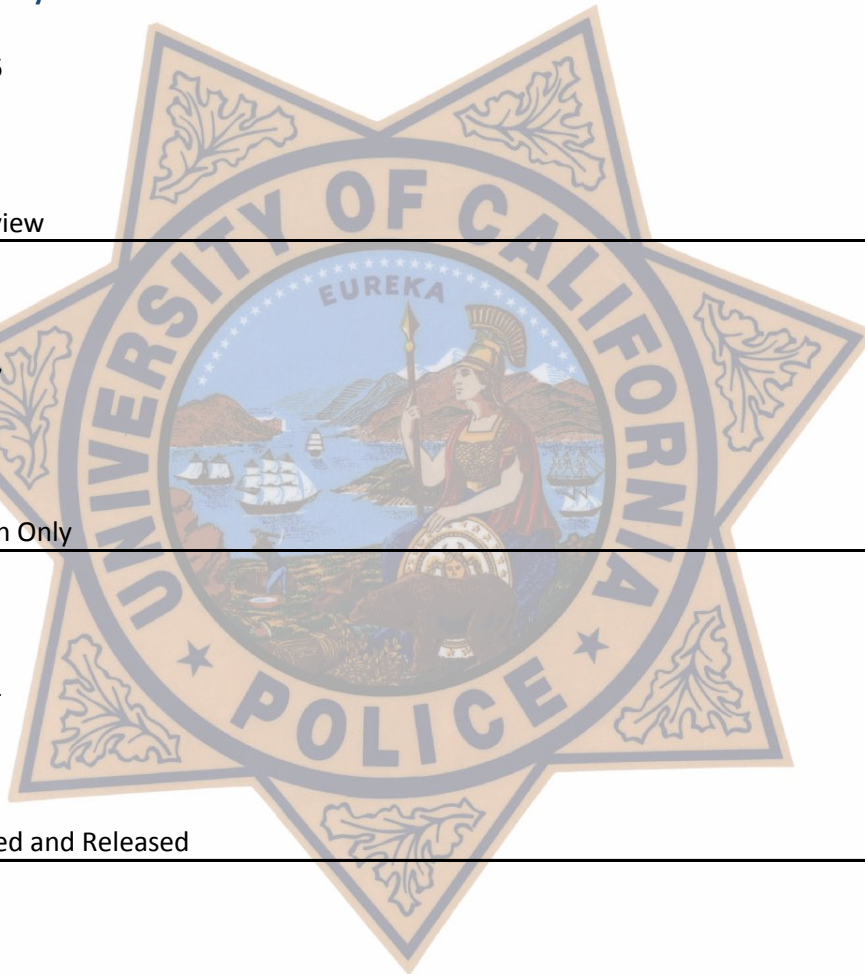 view
UNIVERSITY OF CALIFORNIA
EUREKA
n Only
POLICE
ed and Released